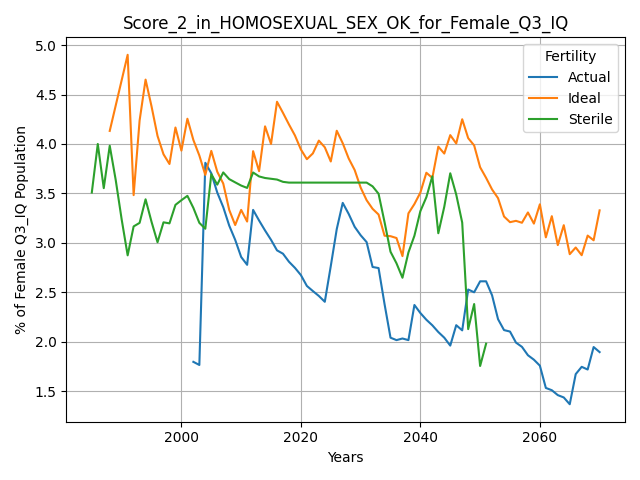 Score_2_in_HOMOSEXUAL_SEX_OK_for_Female_Q3_IQ
% of Female Q3_IQ Population
5.0
4.5
4.0
3.5
3.0
2.5
2.0
1.5
Fertility
Actual
Ideal
Sterile
2000
2020
2040
2060
Years